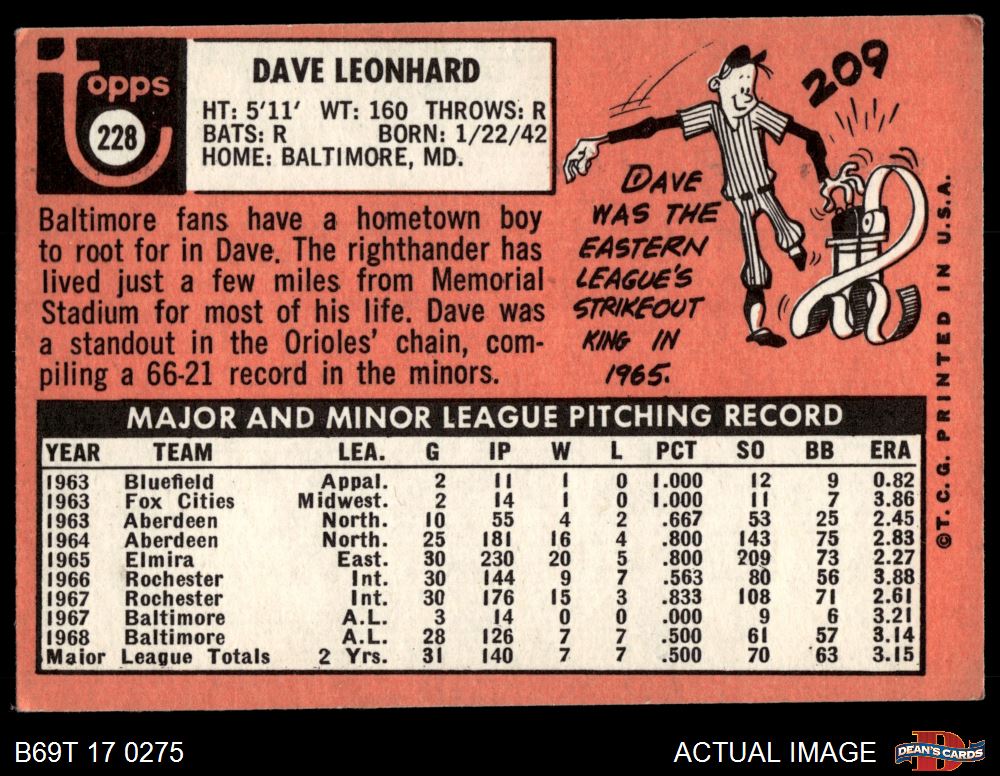 topps
228
DAVE LEONHARD
HT: 5'11' WT: 160 THROWS: R
BATS: R BORN: 1/22/42
HOME: BALTIMORE, MD.
Baltimore fans have a hometown boy
to root for in Dave. The righthander has
lived just a few miles from Memorial
Stadium for most of his life. Dave was
a standout in the Orioles' chain, com-
piling a 66-21 record in the minors.
209
DAVE
WAS THE
EASTERN
LEAGUE'S
STRIKEOUT
KING IN
1965.
MAJOR AND MINOR LEAGUE PITCHING RECORD
YEAR TEAM LEA. G IP W L PCT SO BB ERA
1963 Bluefield Appal. 2 11 1 0 1.000 12 9 0.82
1963 Fox Cities Midwest. 2 14 1 0 1.000 11 7 3.86
1963 Aberdeen North. 10 55 4 2 .667 53 25 2.45
1964 Aberdeen North. 25 181 16 4 .800 143 75 2.83
1965 Elmira East. 30 230 20 5 .800 209 73 2.27
1966 Rochester Int. 30 144 9 7 .563 80 56 3.88
1967 Rochester Int. 30 176 15 3 .833 108 71 2.61
1967 Baltimore A.L. 3 14 0 0 .000 9 6 3.21
1968 Baltimore A.L. 28 126 7 7 .500 61 57 3.14
Major League Totals 2 Yrs. 31 140 7 7 .500 70 63 3.15
©T. C. G. PRINTED IN U.S.A.
B69T 17 0275
ACTUAL IMAGE
DEAN'S CARDS